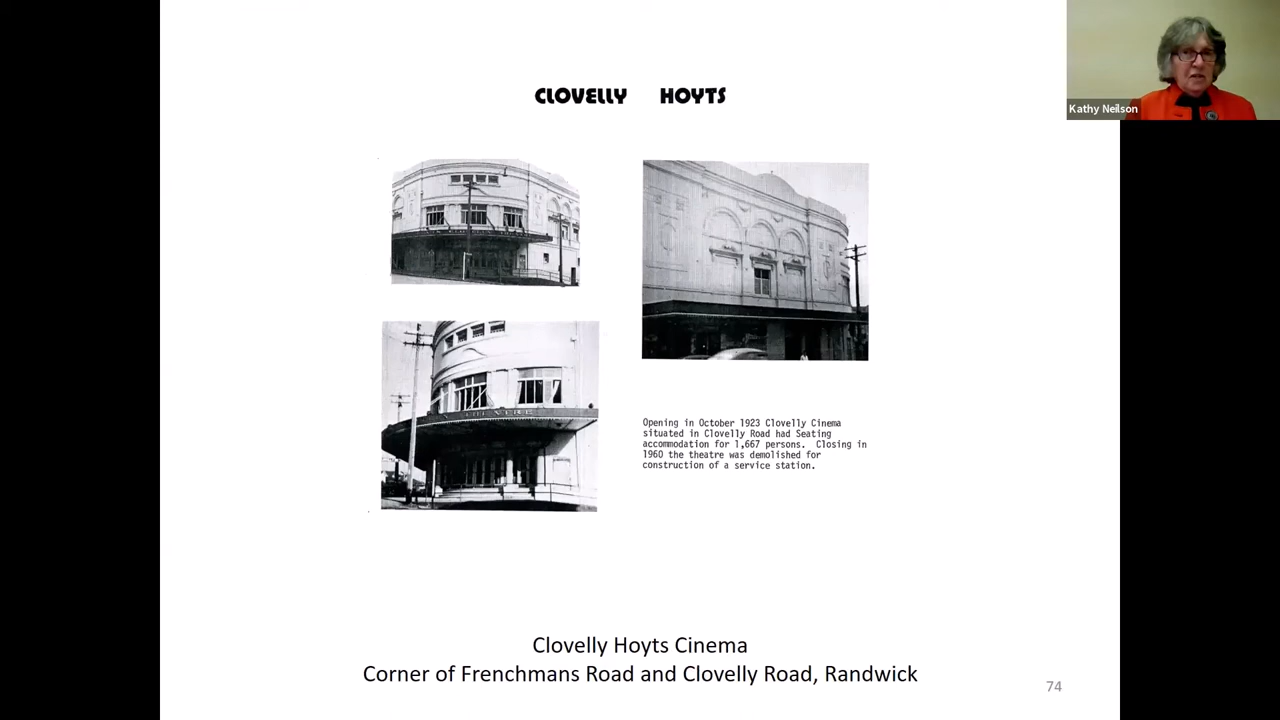 CLOVELLY HOYTS
Kathy Neilson
THEATRE
Opening in October 1923 Clovelly Cinema
situated in Clovelly Road had Seating
accommodation for 1,667 persons. Closing in
1960 the theatre was demolished for
construction of a service station.
Clovelly Hoyts Cinema
Corner of Frenchmans Road and Clovelly Road, Randwick
74